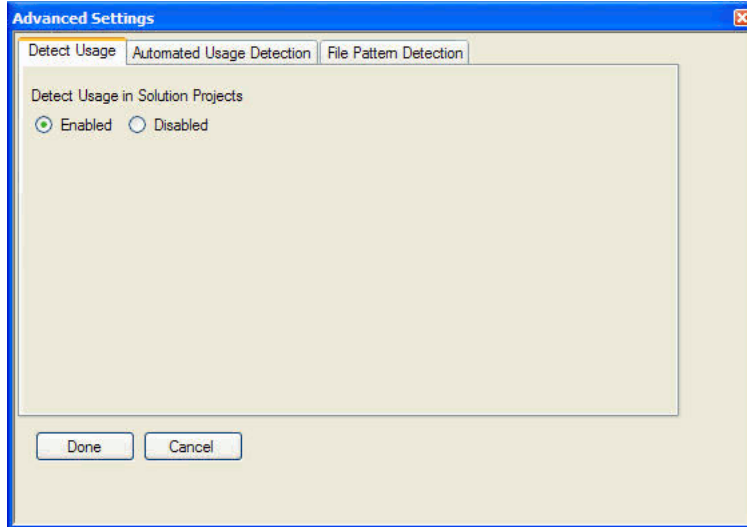 Advanced Settings
Detect Usage Automated Usage Detection File Pattern Detection
Detect Usage in Solution Projects
Enabled Disabled
Done Cancel